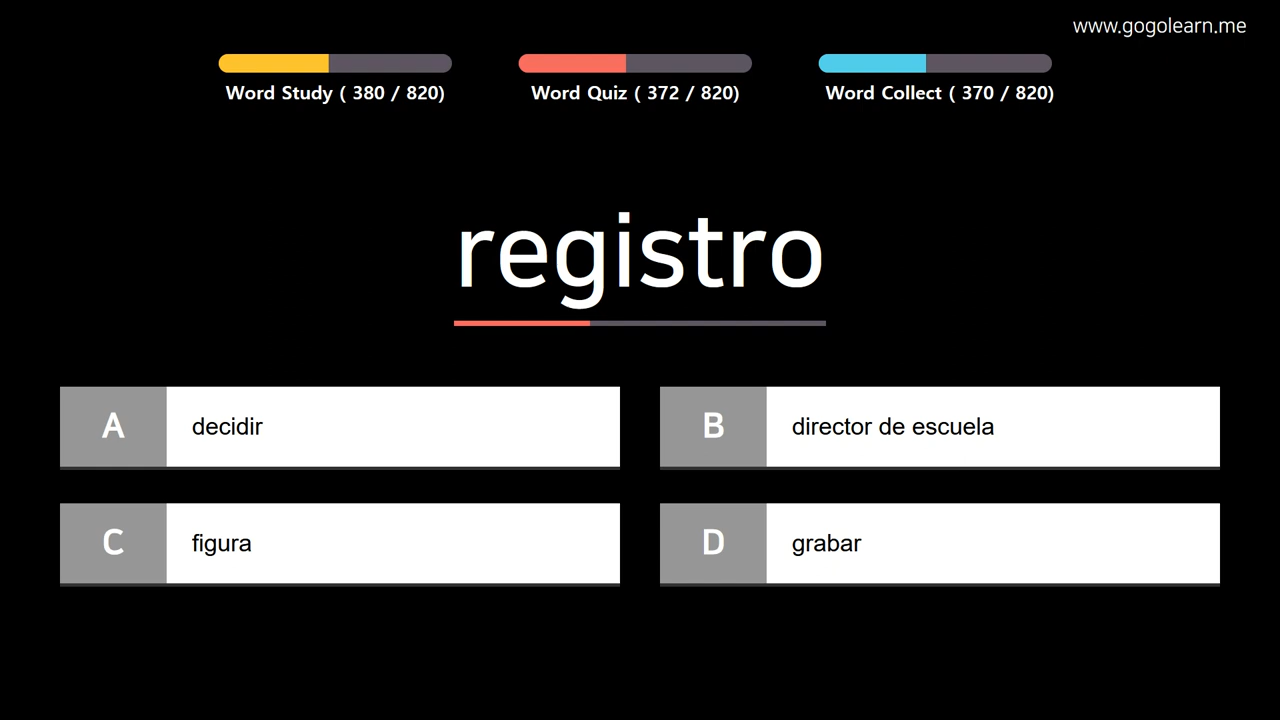 www.gogolearn.me
Word Study ( 380 / 820)
Word Quiz ( 372 / 820)
Word Collect ( 370 / 820)
registro
A decidir
B director de escuela
C figura
D grabar